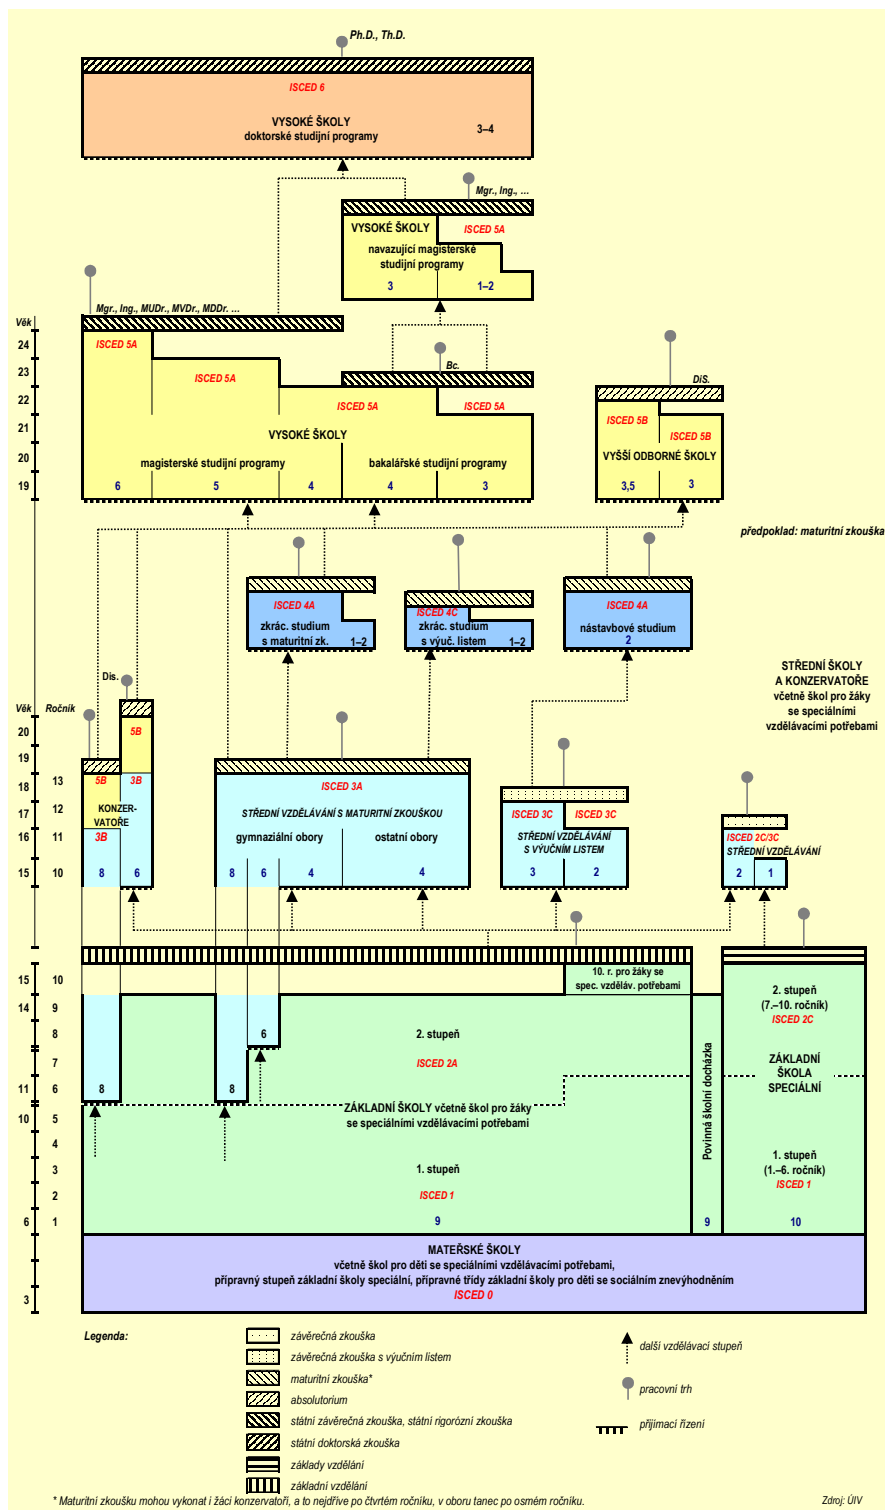 Ph.D., Th.D.
ISCED 6
VYSOKÉ ŠKOLY
doktorské studijní programy
3–4
Mgr., Ing., ...
VYSOKÉ ŠKOLY
ISCED 5A
navazující magisterské
studijní programy
3
1–2
Mgr., Ing., MUDr., MVDr., MDDr. ...
Věk
24
23
22
21
20
19
ISCED 5A
ISCED 5A
Bc.
ISCED 5A
ISCED 5A
VYSOKÉ ŠKOLY
magisterské studijní programy
bakalářské studijní programy
6
5
4
4
3
DiS.
ISCED 5B
ISCED 5B
VYŠŠÍ ODBORNÉ ŠKOLY
3,5
3
předpoklad: maturitní zkouška
ISCED 4A
zkrác. studium
s maturitní zk.
1–2
ISCED 4C
zkrác. studium
s výuč. listem
1–2
ISCED 4A
nástavbové studium
2
STŘEDNÍ ŠKOLY
A KONZERVATOŘE
včetně škol pro žáky
se speciálními
vzdělávacími potřebami
Dis.
Věk
Ročník
20
19
18
13
17
12
16
11
15
10
5B
5B
3B
KONZER-
VATOŘE
3B
8
6
ISCED 3A
STŘEDNÍ VZDĚLÁVÁNÍ S MATURITNÍ ZKOUŠKOU
gymnaziální obory
ostatní obory
8
6
4
4
ISCED 3C
ISCED 3C
STŘEDNÍ VZDĚLÁVÁNÍ
S VÝUČNÍM LISTEM
3
2
ISCED 2C/3C
STŘEDNÍ VZDĚLÁVÁNÍ
2
1
15
10
14
9
8
7
11
6
10
5
4
3
2
6
1
3
10. r. pro žáky se
spec. vzděláv. potřebami
6
8
8
2. stupeň
ISCED 2A
ZÁKLADNÍ ŠKOLY včetně škol pro žáky
se speciálními vzdělávacími potřebami
1. stupeň
ISCED 1
9
Povinná školní docházka
9
2. stupeň
(7.–10. ročník)
ISCED 2C
ZÁKLADNÍ
ŠKOLA
SPECIÁLNÍ
1. stupeň
(1.–6. ročník)
ISCED 1
10
MATEŘSKÉ ŠKOLY
včetně škol pro děti se speciálními vzdělávacími potřebami,
přípravný stupeň základní školy speciální, přípravné třídy základní školy pro děti se sociálním znevýhodněním
ISCED 0
Legenda:
závěrečná zkouška
závěrečná zkouška s výučním listem
maturitní zkouška*
absolutorium
státní závěrečná zkouška, státní rigorózní zkouška
státní doktorská zkouška
základy vzdělání
základní vzdělání
další vzdělávací stupeň
pracovní trh
přijímací řízení
* Maturitní zkoušku mohou vykonat i žáci konzervatoří, a to nejdříve po čtvrtém ročníku, v oboru tanec po osmém ročníku.
Zdroj: ÚIV